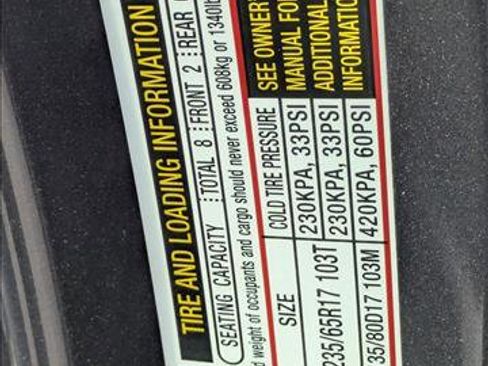 TIRE AND LOADING INFORMATION
SEATING CAPACITY TOTAL 8 FRONT 2 REAR
weight of occupants and cargo should never exceed 608kg or 1340lb
SIZE COLD TIRE PRESSURE SEE OWNER'
235/65R17 103T 230KPA, 33PSI MANUAL FOR
230KPA, 33PSI ADDITIONAL
35/80D17 103M 420KPA, 60PSI INFORMATIO